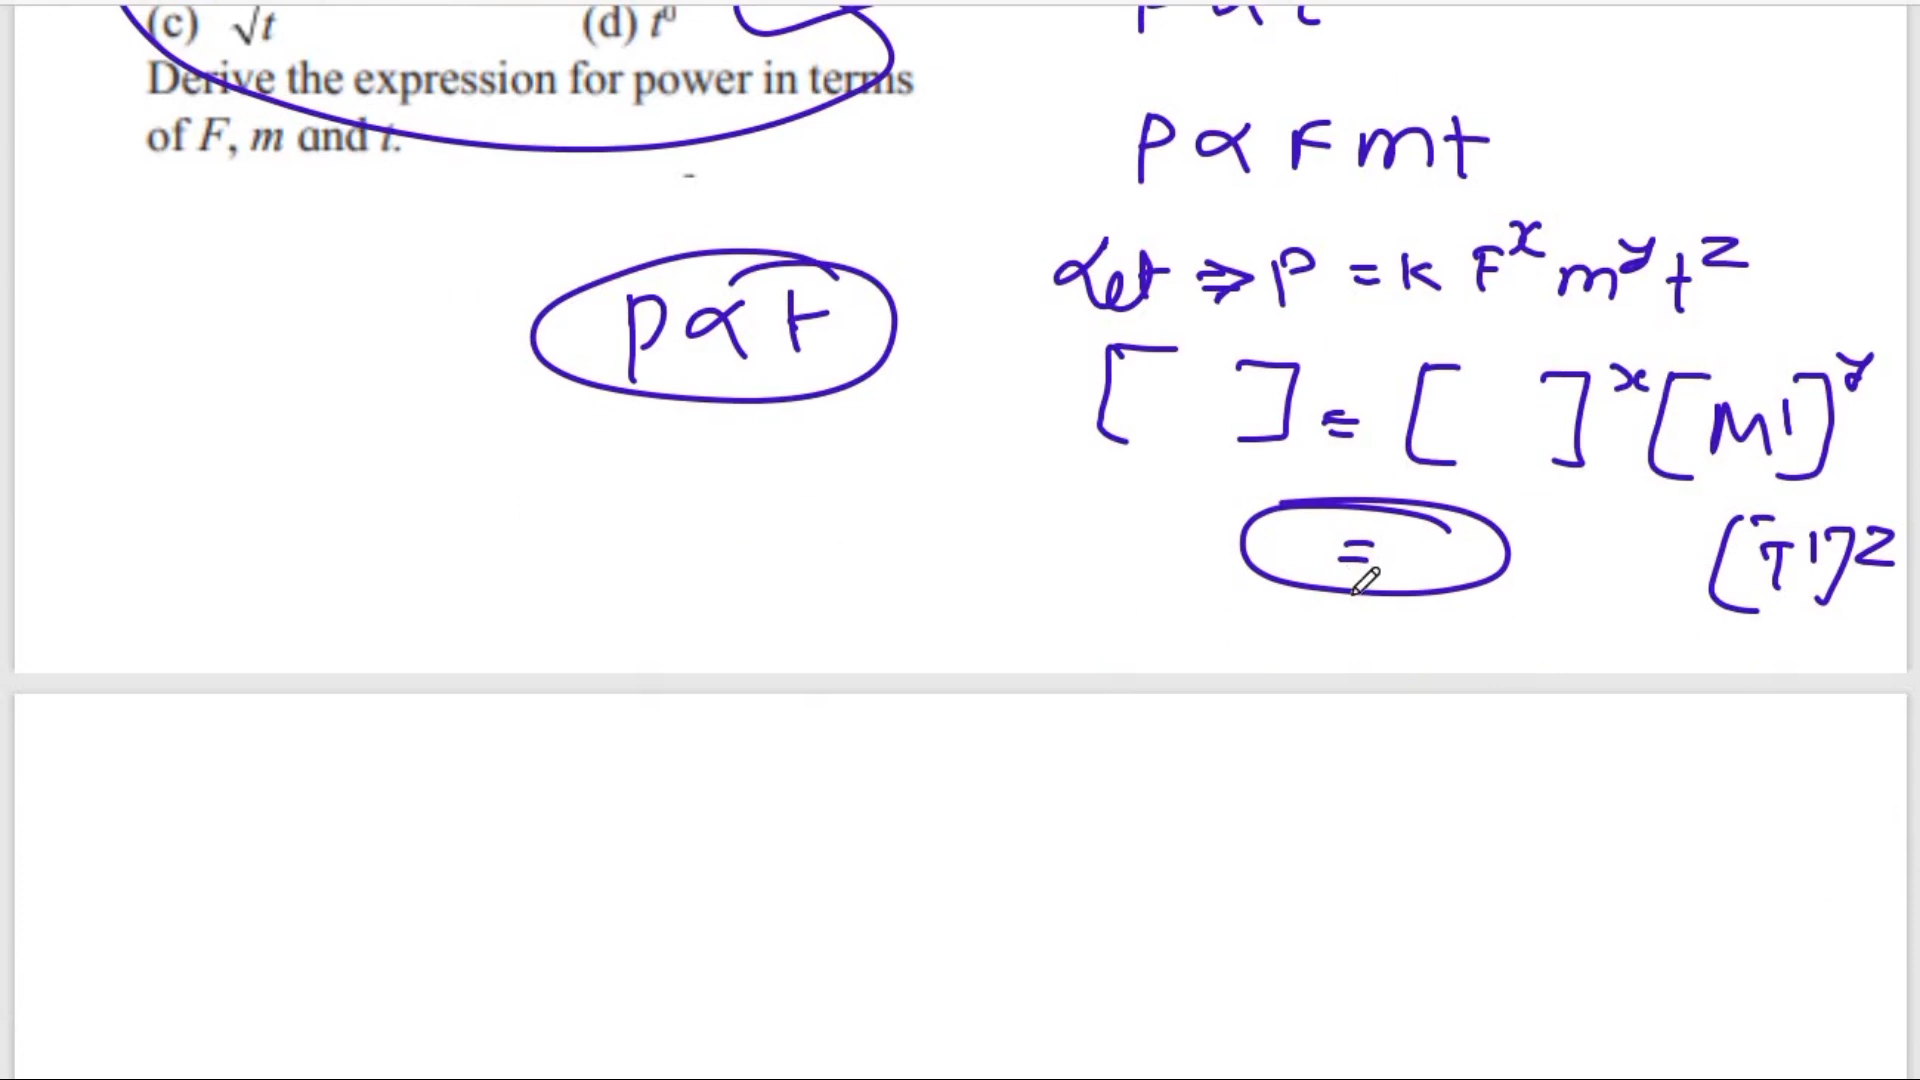 (c) √t (d) t⁰
Derive the expression for power in terms
of F, m and t.
P ∝ t
P ∝ F m t
Let ⇒ P = K F^x m^y t^z
[ ] = [ ]^x [M1]^y
[T1]^z
=